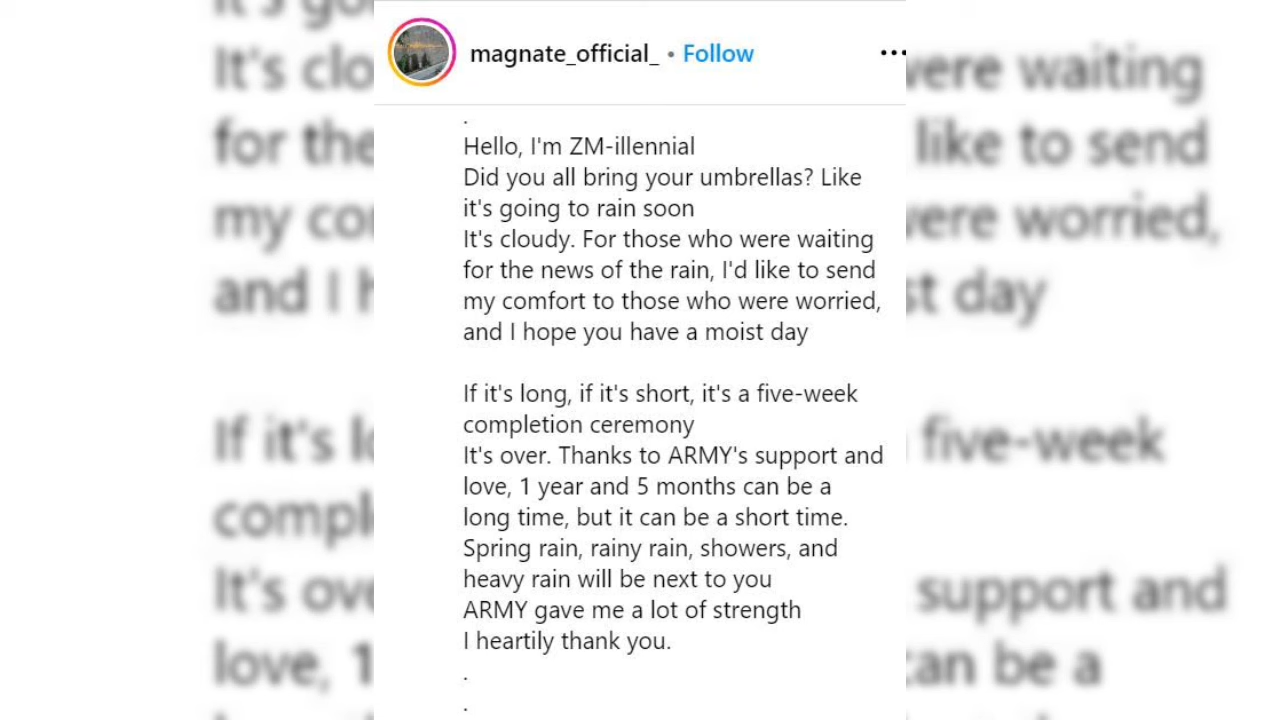 magnate_official_ • Follow
.
Hello, I'm ZM-illennial
Did you all bring your umbrellas? Like
it's going to rain soon
It's cloudy. For those who were waiting
for the news of the rain, I'd like to send
my comfort to those who were worried,
and I hope you have a moist day
If it's long, if it's short, it's a five-week
completion ceremony
It's over. Thanks to ARMY's support and
love, 1 year and 5 months can be a
long time, but it can be a short time.
Spring rain, rainy rain, showers, and
heavy rain will be next to you
ARMY gave me a lot of strength
I heartily thank you.
.
.